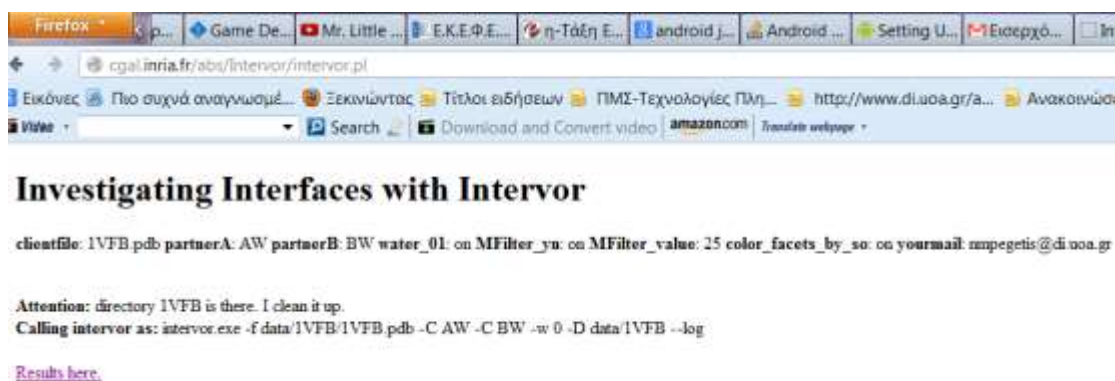 Firefox
p...
Game De...
Mr. Little ...
Ε.Κ.Ε.Φ.Ε...
η-Τάξη Ε...
android j...
Android ...
Setting U...
Εισερχό...
In
cgal.inria.fr/abs/Intervor/intervor.pl
Εικόνες Πιο συχνά αναγνωσμέ... Ξεκινώντας Τίτλοι ειδήσεων ΠΜΣ-Τεχνολογίες Πλη... http://www.di.uoa.gr/a... Ανακοινώσ
Video Search Download and Convert video amazon.com Translate webpage
Investigating Interfaces with Intervor
clientfile: 1VFB.pdb partnerA: AW partnerB: BW water_01: on MFilter_yn: on MFilter_value: 25 color_facets_by_so: on yourmail: nmpegetis@di.uoa.gr
Attention: directory 1VFB is there. I clean it up.
Calling intervor as: intervor.exe -f data/1VFB/1VFB.pdb -C AW -C BW -w 0 -D data/1VFB --log
Results here.